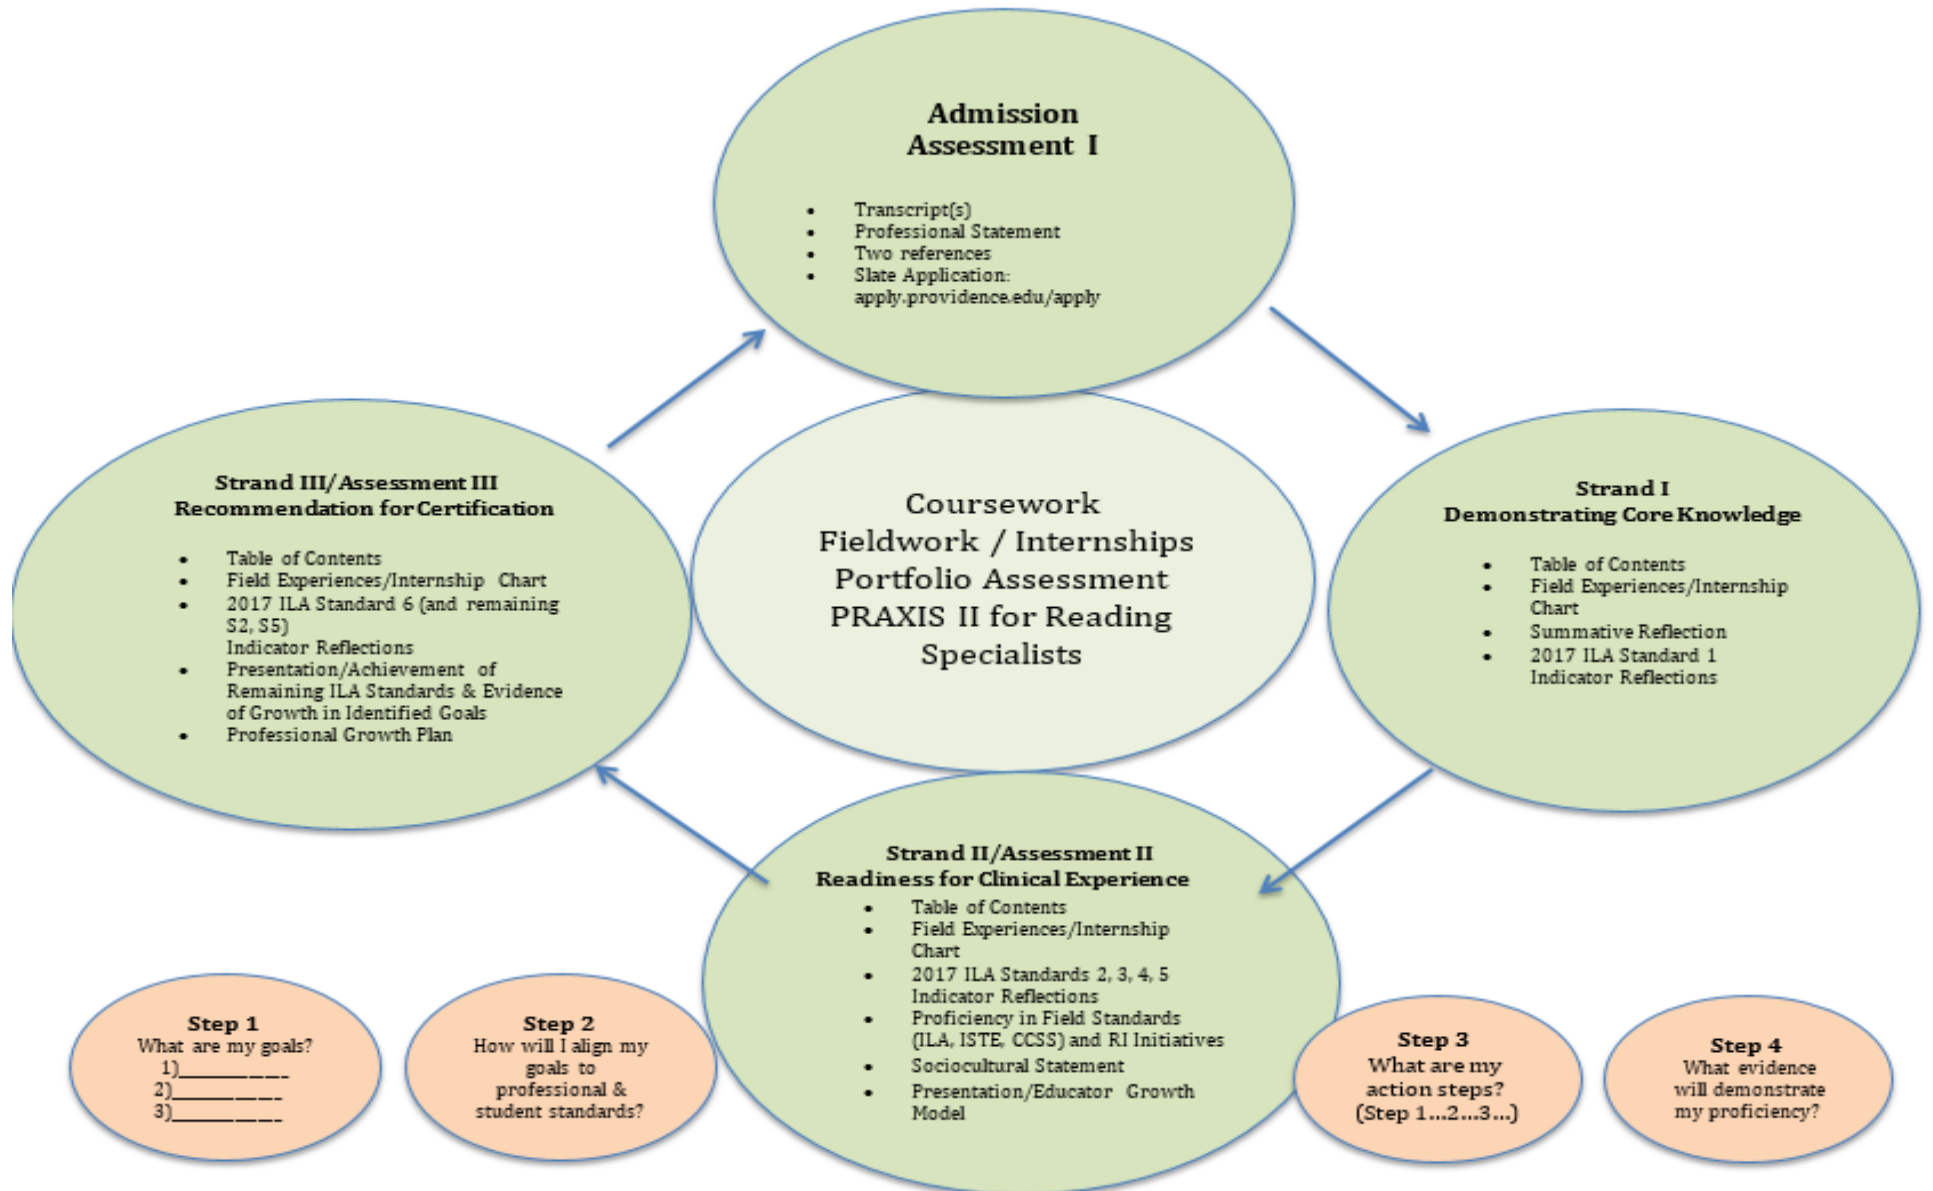 Admission
Assessment I
• Transcript(s)
• Professional Statement
• Two references
• Slate Application:
apply.providence.edu/apply
Strand III/Assessment III
Recommendation for Certification
• Table of Contents
• Field Experiences/Internship Chart
• 2017 ILA Standard 6 (and remaining
S2, S5)
Indicator Reflections
• Presentation/Achievement of
Remaining ILA Standards & Evidence
of Growth in Identified Goals
• Professional Growth Plan
Coursework
Fieldwork / Internships
Portfolio Assessment
PRAXIS II for Reading
Specialists
Strand I
Demonstrating Core Knowledge
• Table of Contents
• Field Experiences/Internship
Chart
• Summative Reflection
• 2017 ILA Standard 1
Indicator Reflections
Strand II/Assessment II
Readiness for Clinical Experience
• Table of Contents
• Field Experiences/Internship
Chart
• 2017 ILA Standards 2, 3, 4, 5
Indicator Reflections
• Proficiency in Field Standards
(ILA, ISTE, CCSS) and RI Initiatives
• Sociocultural Statement
• Presentation/Educator Growth
Model
Step 1
What are my goals?
1)___________
2)___________
3)___________
Step 2
How will I align my
goals to
professional &
student standards?
Step 3
What are my
action steps?
(Step 1...2...3...)
Step 4
What evidence
will demonstrate
my proficiency?